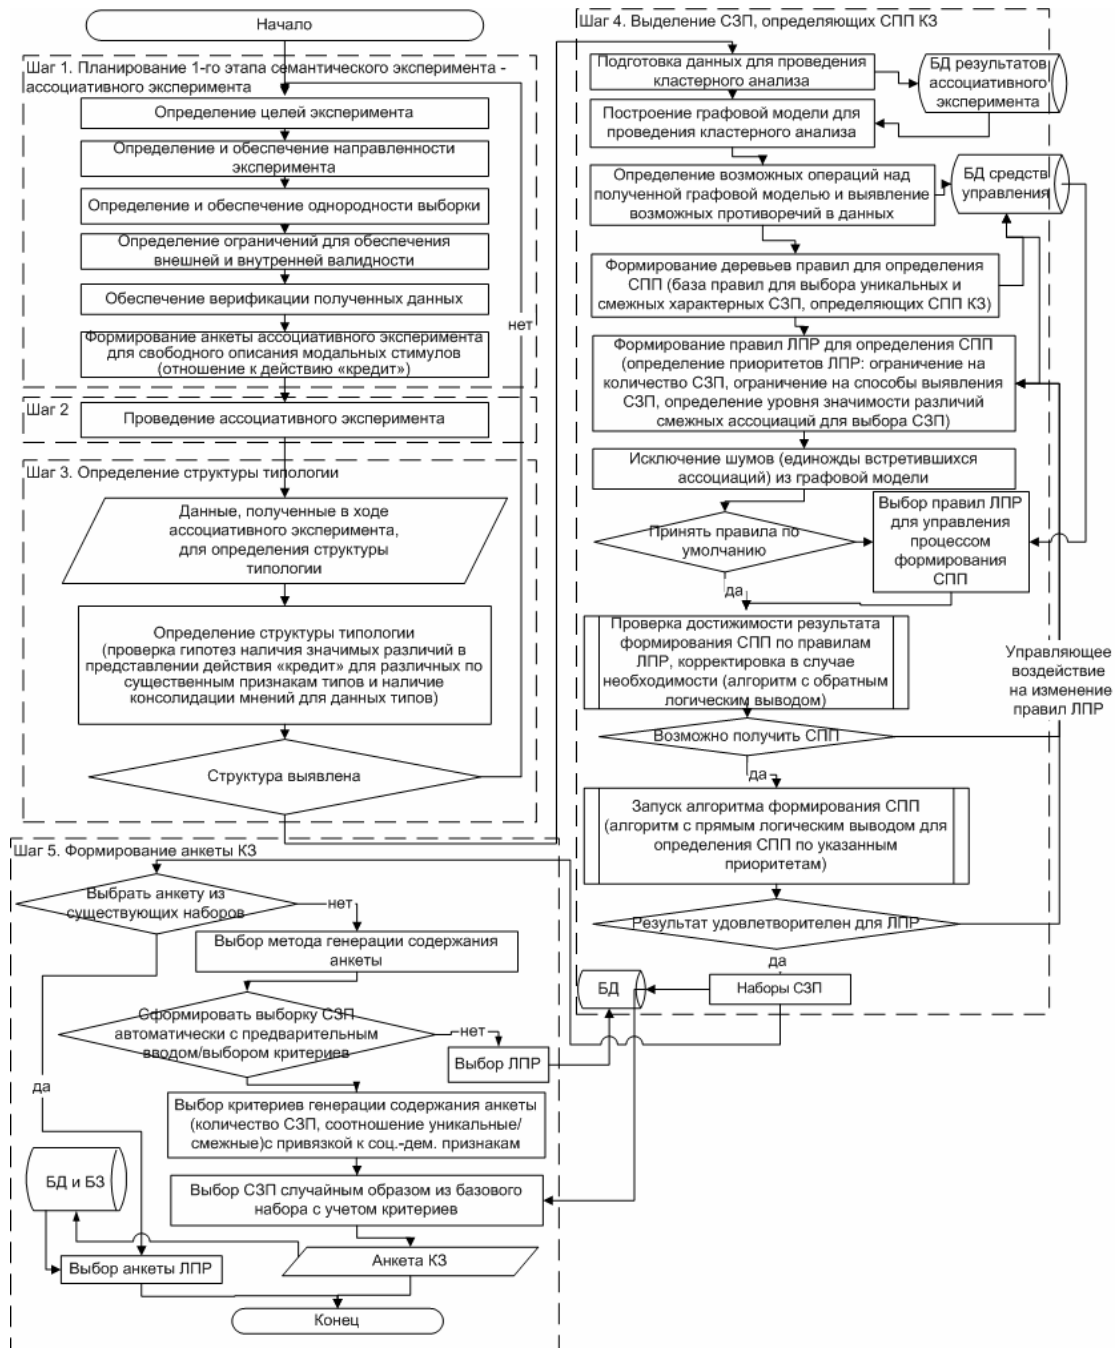 Начало
Шаг 1. Планирование 1-го этапа семантического эксперимента -
ассоциативного эксперимента
Определение целей эксперимента
Определение и обеспечение направленности
эксперимента
Определение и обеспечение однородности выборки
Определение ограничений для обеспечения
внешней и внутренней валидности
Обеспечение верификации полученных данных
Формирование анкеты ассоциативного эксперимента
для свободного описания модальных стимулов
(отношение к действию «кредит»)
нет
Шаг 2
Проведение ассоциативного эксперимента
Шаг 3. Определение структуры типологии
Данные, полученные в ходе
ассоциативного эксперимента,
для определения структуры
типологии
Определение структуры типологии
(проверка гипотез наличия значимых различий в
представлении действия «кредит» для различных по
существенным признакам типов и наличие
консолидации мнений для данных типов)
Структура выявлена
Шаг 4. Выделение СЗП, определяющих СПП КЗ
Подготовка данных для проведения
кластерного анализа
БД результатов
ассоциативного
эксперимента
Построение графовой модели для
проведения кластерного анализа
Определение возможных операций над
полученной графовой моделью и выявление
возможных противоречий в данных
БД средств
управления
Формирование деревьев правил для определения
СПП (база правил для выбора уникальных и
смежных характерных СЗП, определяющих СПП КЗ)
Формирование правил ЛПР для определения СПП
(определение приоритетов ЛПР: ограничение на
количество СЗП, ограничение на способы выявления
СЗП, определение уровня значимости различий
смежных ассоциаций для выбора СЗП)
Исключение шумов (единожды встретившихся
ассоциаций) из графовой модели
Принять правила по
умолчанию
Выбор правил ЛПР
для управления
процессом
формирования
СПП
да
Проверка достижимости результата
формирования СПП по правилам
ЛПР, корректировка в случае
необходимости (алгоритм с обратным
логическим выводом)
Управляющее
воздействие
на изменение
правил ЛПР
Возможно получить СПП
да
Запуск алгоритма формирования СПП
(алгоритм с прямым логическим выводом для
определения СПП по указанным
приоритетам)
Результат удовлетворителен для ЛПР
да
Наборы СЗП
БД
Шаг 5. Формирование анкеты КЗ
Выбрать анкету из
существующих наборов
нет
Выбор метода генерации содержания
анкеты
Сформировать выборку СЗП
автоматически с предварительным
вводом/выбором критериев
нет
Выбор ЛПР
да
Выбор критериев генерации содержания анкеты
(количество СЗП, соотношение уникальные/
смежные)с привязкой к соц.-дем. признакам
БД и БЗ
Выбор СЗП случайным образом из базового
набора с учетом критериев
Анкета КЗ
Выбор анкеты ЛПР
Конец